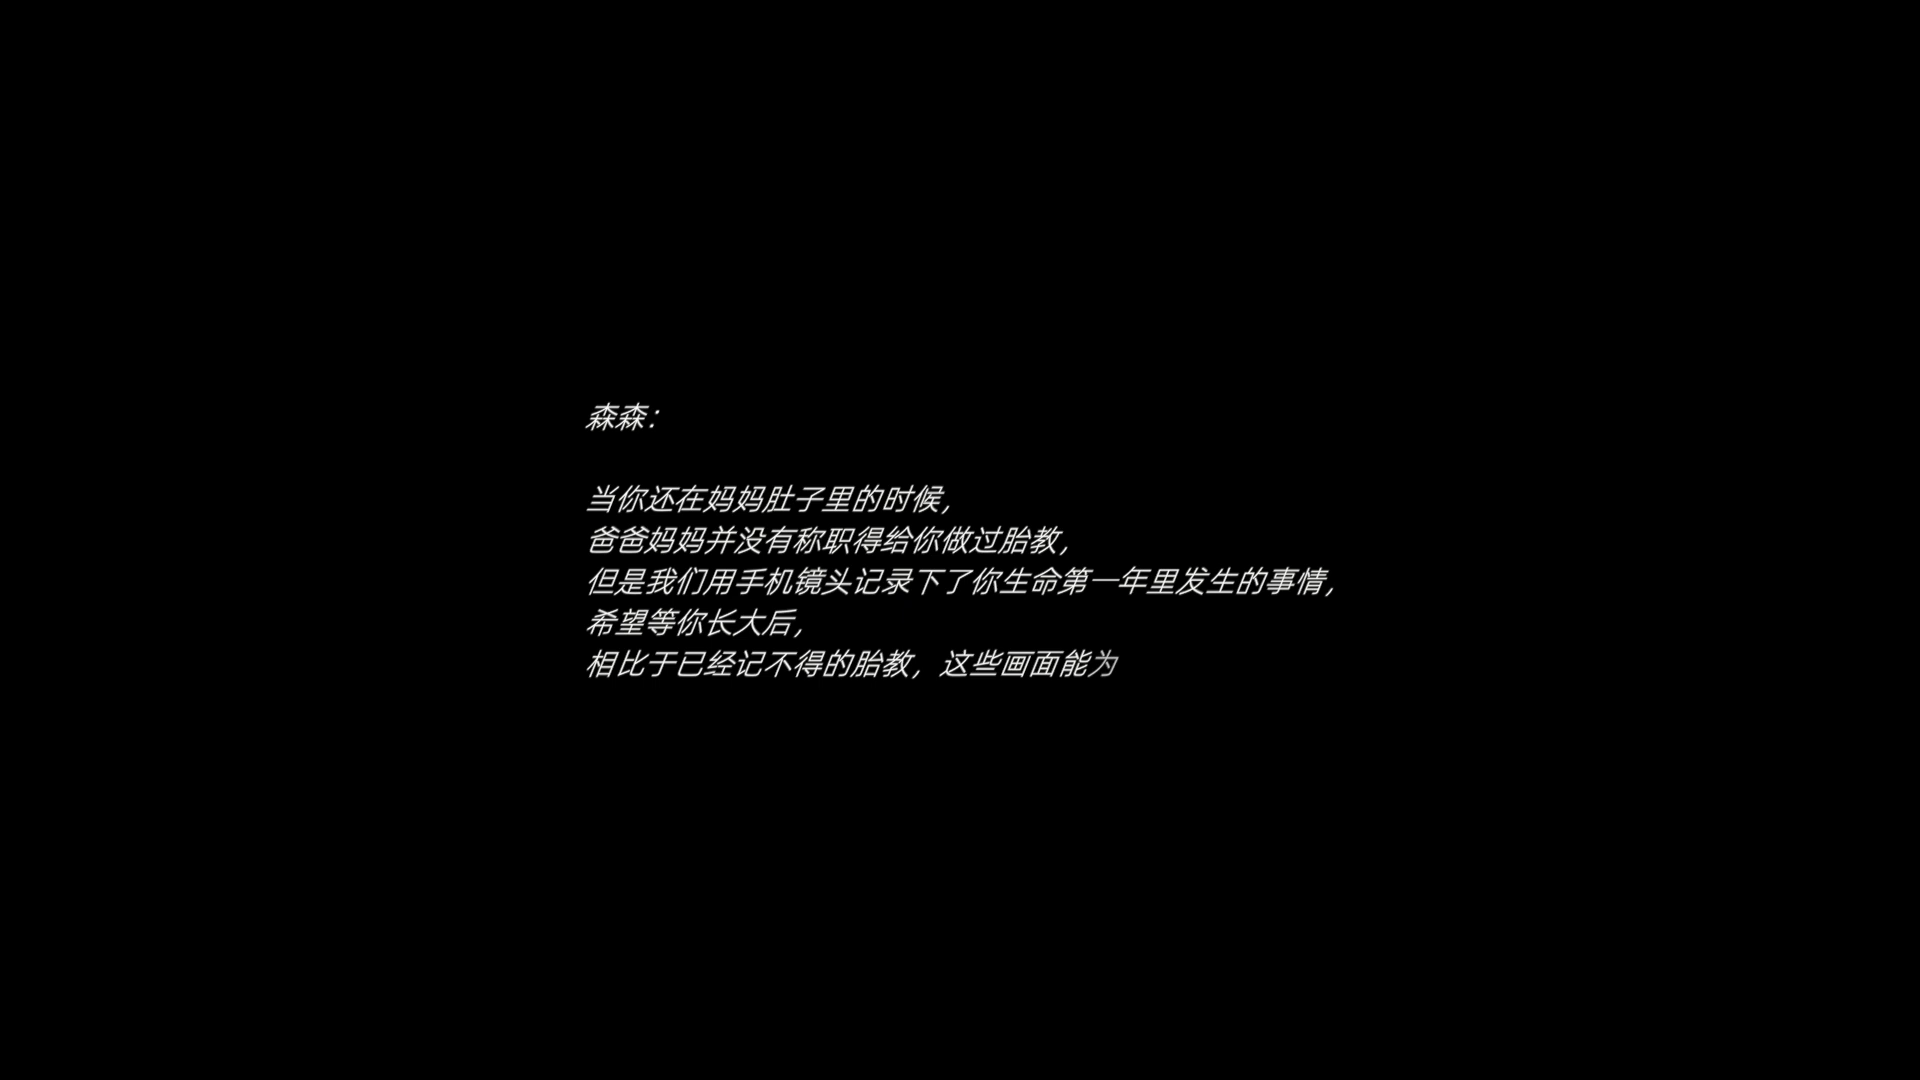 森森：
当你还在妈妈肚子里的时候，
爸爸妈妈并没有称职得给你做过胎教，
但是我们用手机镜头记录下了你生命第一年里发生的事情，
希望等你长大后，
相比于已经记不得的胎教，这些画面能为